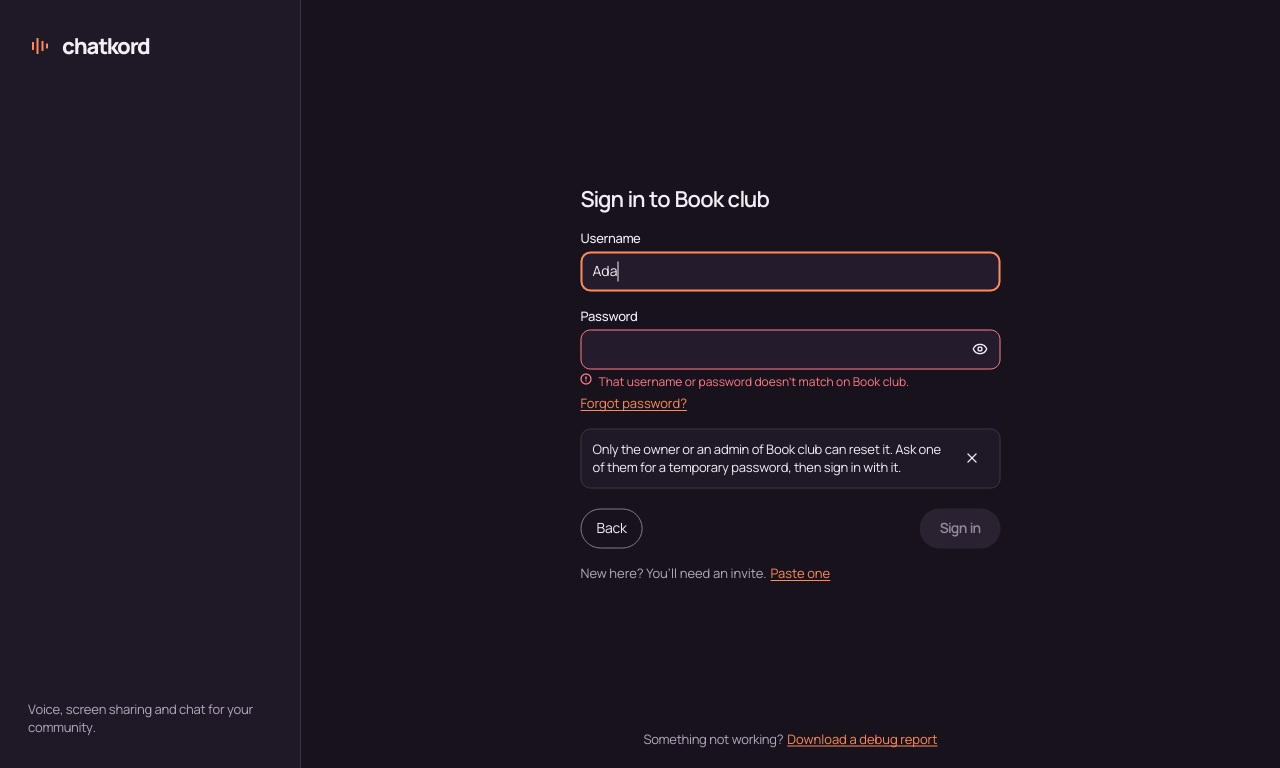 chatkord
Sign in to Book club
Username
Ada
Password
That username or password doesn't match on Book club.
Forgot password?
Only the owner or an admin of Book club can reset it. Ask one
of them for a temporary password, then sign in with it.
Back
Sign in
New here? You'll need an invite. Paste one
Voice, screen sharing and chat for your
community.
Something not working? Download a debug report